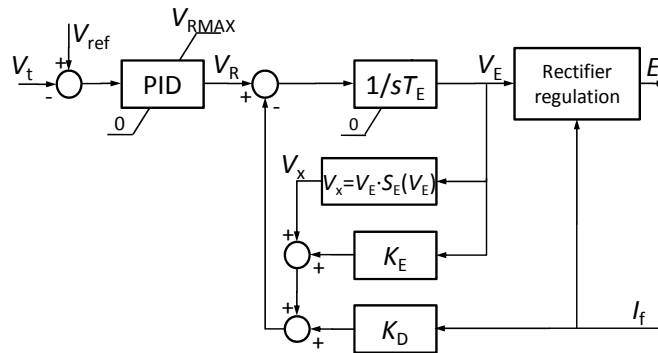 V_RMAX
V_ref
V_t
+
-
PID
0
V_R
+
-
1/sT_E
0
V_E
Rectifier
regulation
E
V_x
V_x=V_E·S_E(V_E)
+
+
K_E
+
+
K_D
I_f